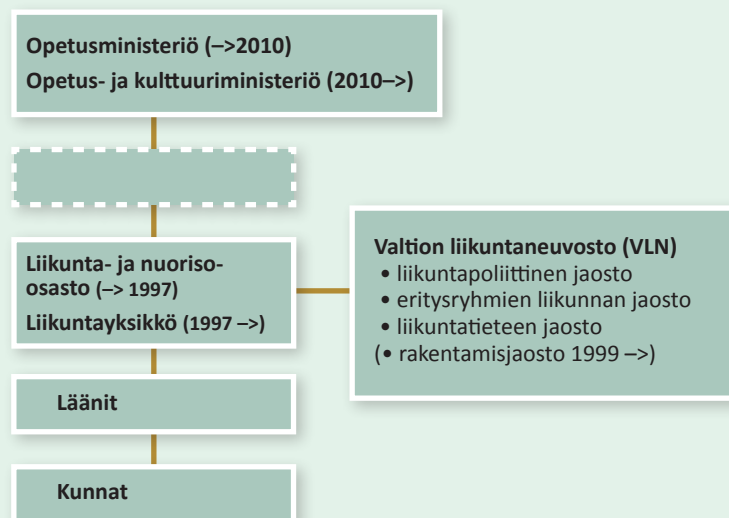 Opetusministeriö (–>2010)
Opetus- ja kulttuuriministeriö (2010–>)
Liikunta- ja nuoriso-
osasto (–> 1997)
Liikuntayksikkö (1997 –>)
Valtion liikuntaneuvosto (VLN)
• liikuntapoliittinen jaosto
• eritysryhmien liikunnan jaosto
• liikuntatieteen jaosto
(• rakentamisjaosto 1999 –>)
Läänit
Kunnat